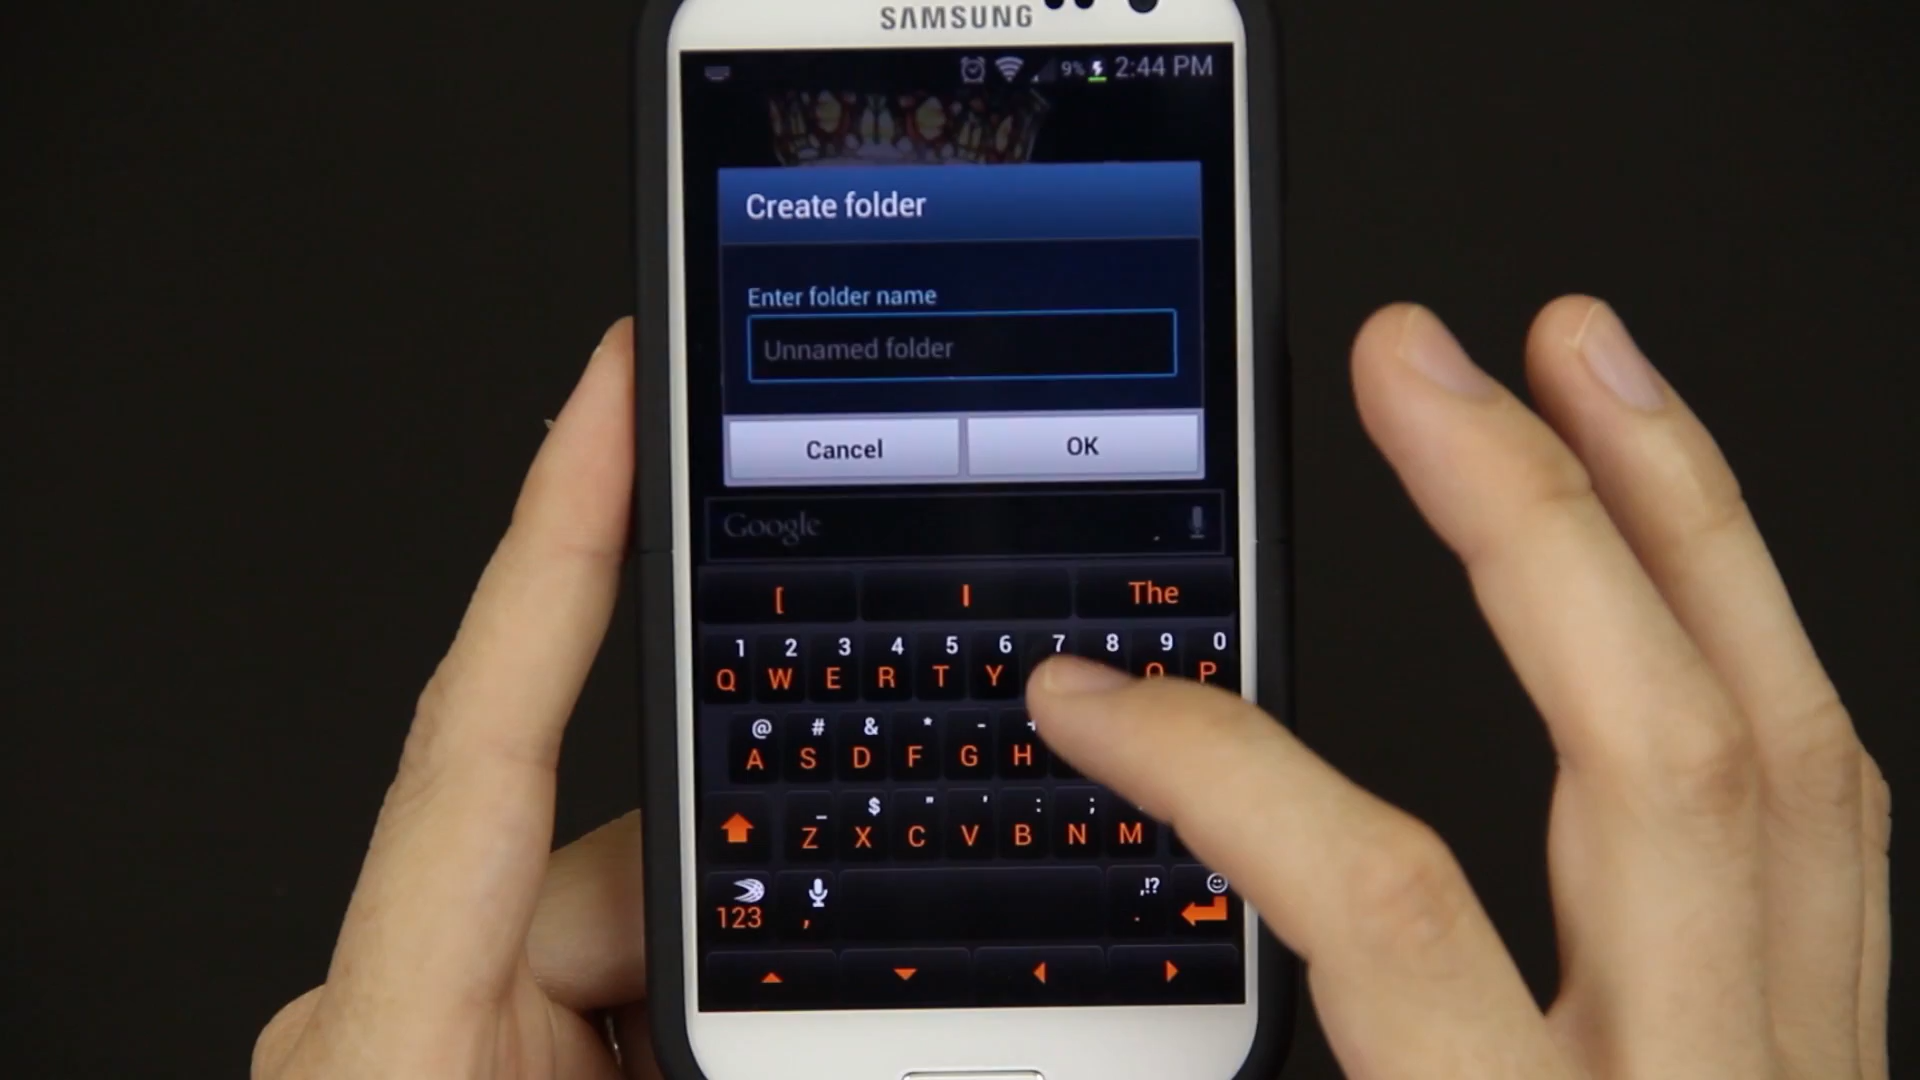 SAMSUNG
9% 2:44 PM
Create folder
Enter folder name
Unnamed folder
Cancel OK
Google
[ I The
1 2 3 4 5 6 7 8 9 0
Q W E R T Y O P
@ # & * - +
A S D F G H
_ $ " ' : ;
Z X C V B N M
,!?
123 , .